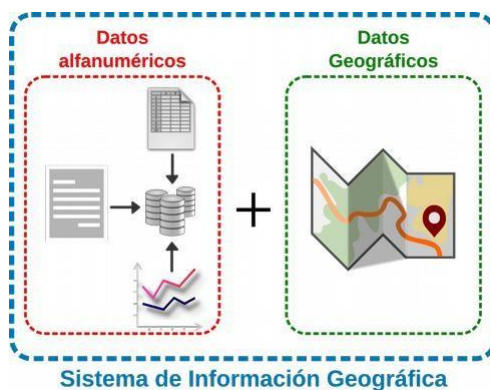 Datos
alfanuméricos
Datos
Geográficos
Sistema de Información Geográfica